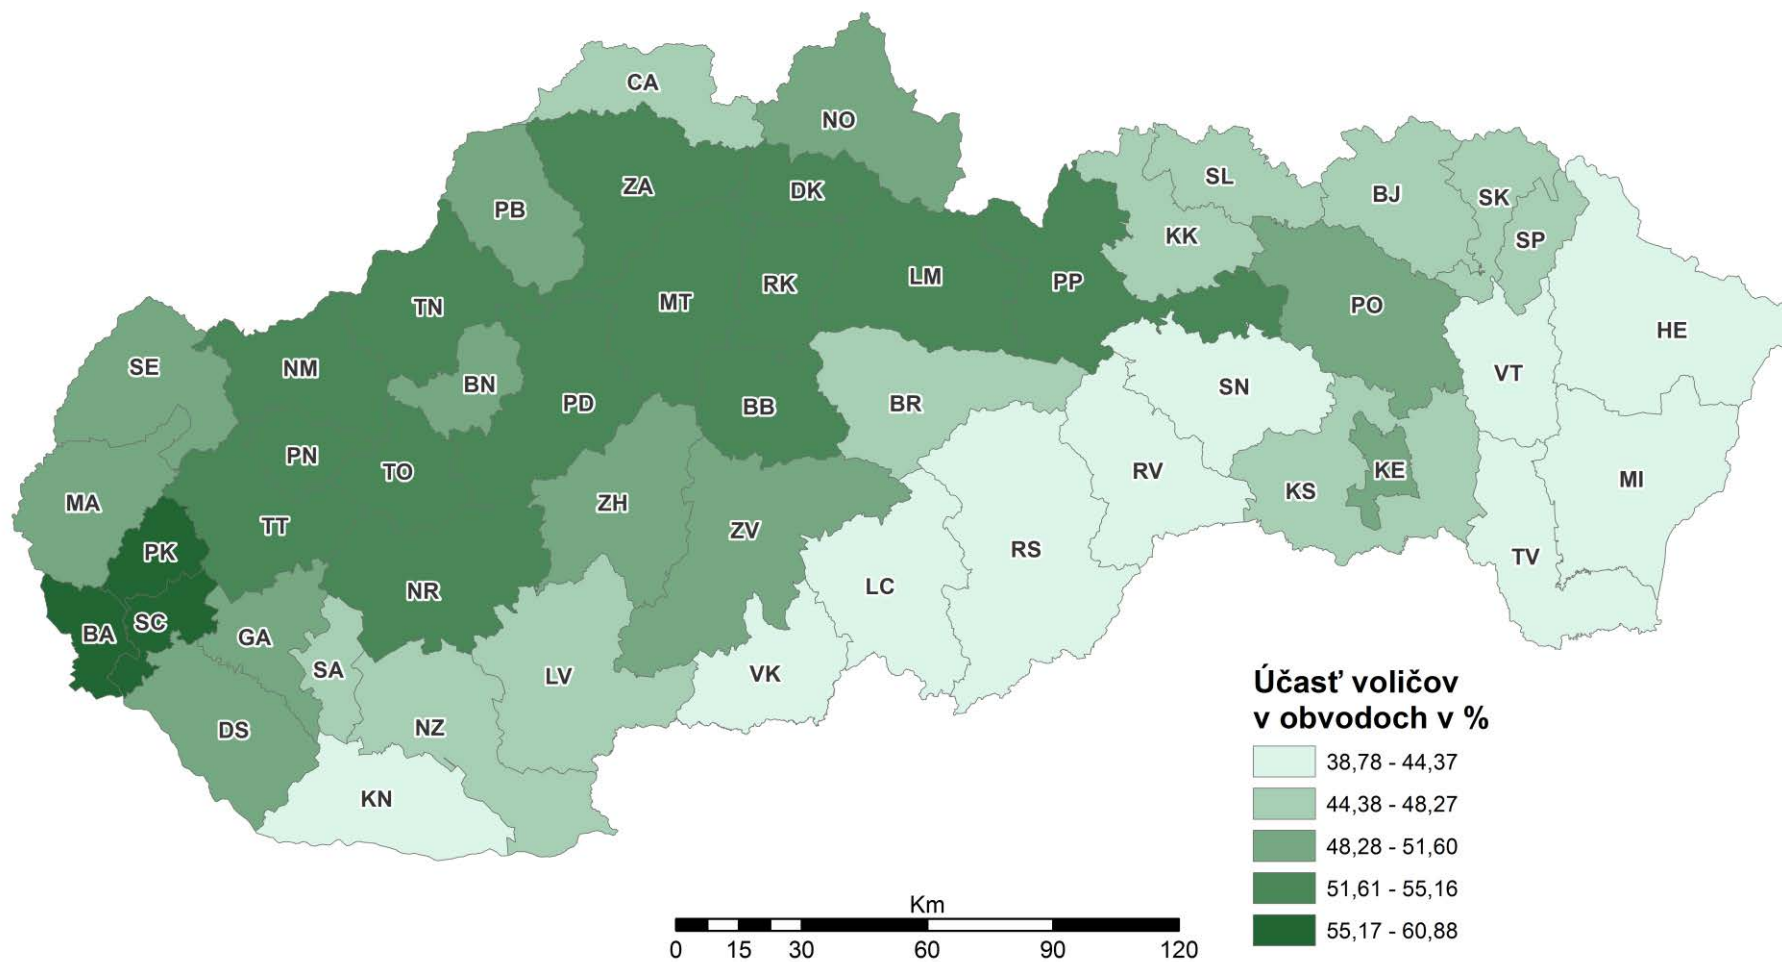 CA
NO
ZA
DK
SL
BJ
SK
PB
KK
SP
TN
MT
RK
LM
PP
PO
HE
SE
NM
BN
PD
BB
BR
SN
VT
MA
PN
TO
ZH
RV
KS
KE
MI
PK
TT
NR
ZV
LC
RS
TV
BA
SC
GA
SA
LV
VK
DS
NZ
KN
Účasť voličov
v obvodoch v %
38,78 - 44,37
44,38 - 48,27
48,28 - 51,60
51,61 - 55,16
55,17 - 60,88
Km
0 15 30 60 90 120